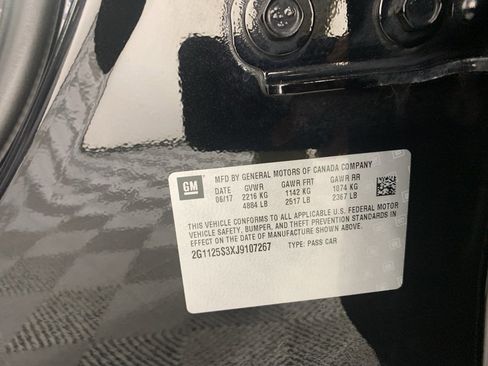 GM
MFD BY GENERAL MOTORS OF CANADA COMPANY
DATE GVWR GAWR FRT GAWR RR
06/17 2216 KG 1142 KG 1074 KG
4884 LB 2517 LB 2367 LB
THIS VEHICLE CONFORMS TO ALL APPLICABLE U.S. FEDERAL MOTOR
VEHICLE SAFETY, BUMPER, AND THEFT PREVENTION STANDARDS IN
EFFECT ON THE DATE OF MANUFACTURE SHOWN ABOVE.
2G1125S3XJ9107267 TYPE: PASS CAR